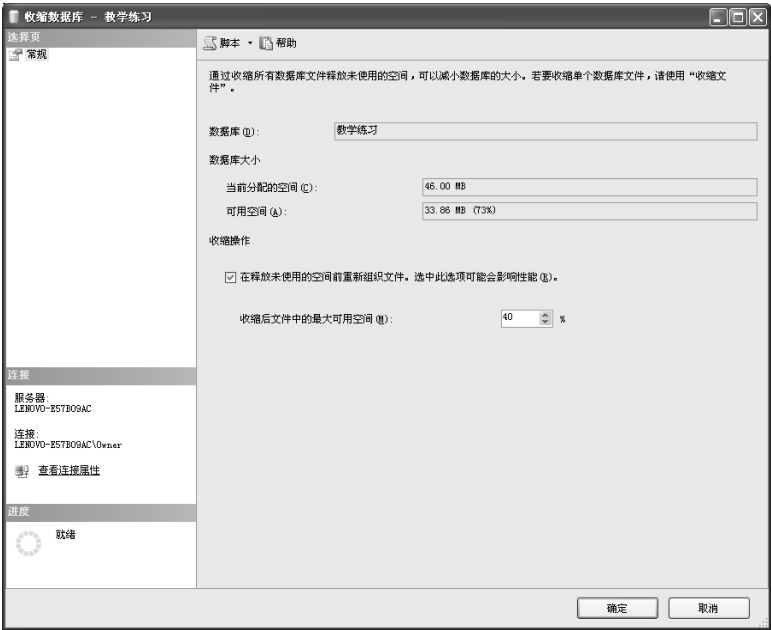 收缩数据库 - 教学练习
选择页
常规
脚本
帮助
通过收缩所有数据库文件释放未使用的空间，可以减小数据库的大小。若要收缩单个数据库文件，请使用“收缩文
件”。
数据库(D):
教学练习
数据库大小
当前分配的空间(C):
46.00 MB
可用空间(A):
33.86 MB (73%)
收缩操作
在释放未使用的空间前重新组织文件。选中此选项可能会影响性能(R)。
收缩后文件中的最大可用空间(M):
40 %
连接
服务器:
LENOVO-E57B09AC
连接:
LENOVO-E57B09AC\Owner
查看连接属性
进度
就绪
确定
取消